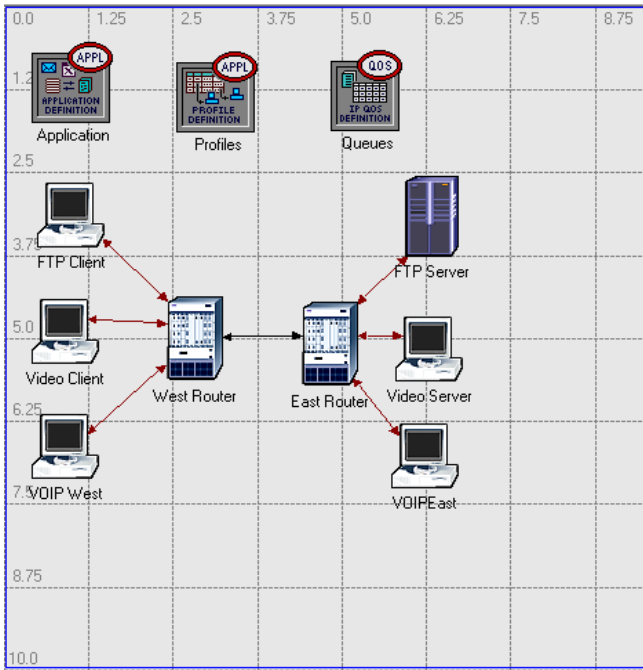 0.0 1.25 2.5 3.75 5.0 6.25 7.5 8.75
APPL
APPL
QOS
1.2
APPLICATION
DEFINITION
PROFILE
DEFINITION
IP QOS
DEFINITION
Application
Profiles
Queues
2.5
3.75
FTP Client
FTP Server
5.0
Video Client
West Router
East Router
Video Server
6.25
7.5
VOIP West
VOIPEast
8.75
10.0